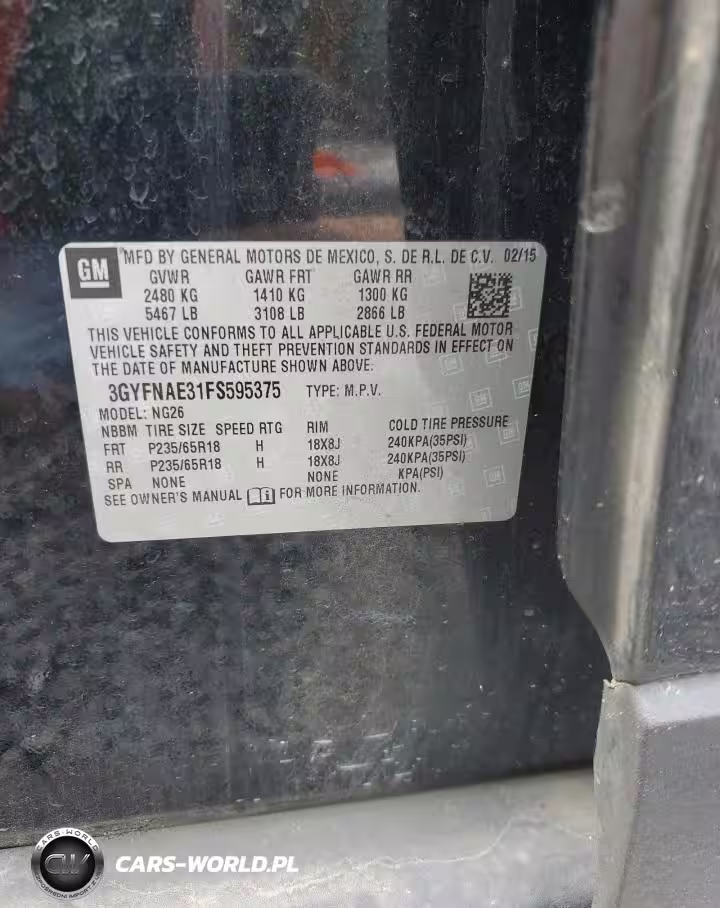 GM
MFD BY GENERAL MOTORS DE MEXICO, S. DE R.L. DE C.V. 02/15
GVWR GAWR FRT GAWR RR
2480 KG 1410 KG 1300 KG
5467 LB 3108 LB 2866 LB
THIS VEHICLE CONFORMS TO ALL APPLICABLE U.S. FEDERAL MOTOR
VEHICLE SAFETY AND THEFT PREVENTION STANDARDS IN EFFECT ON
THE DATE OF MANUFACTURE SHOWN ABOVE.
3GYFNAE31FS595375 TYPE: M.P.V.
MODEL: NG26
NBBM TIRE SIZE SPEED RTG RIM COLD TIRE PRESSURE
FRT P235/65R18 H 18X8J 240KPA(35PSI)
RR P235/65R18 H 18X8J 240KPA(35PSI)
SPA NONE NONE KPA(PSI)
SEE OWNER'S MANUAL FOR MORE INFORMATION.
CARS-WORLD
CW
CARS-WORLD.PL